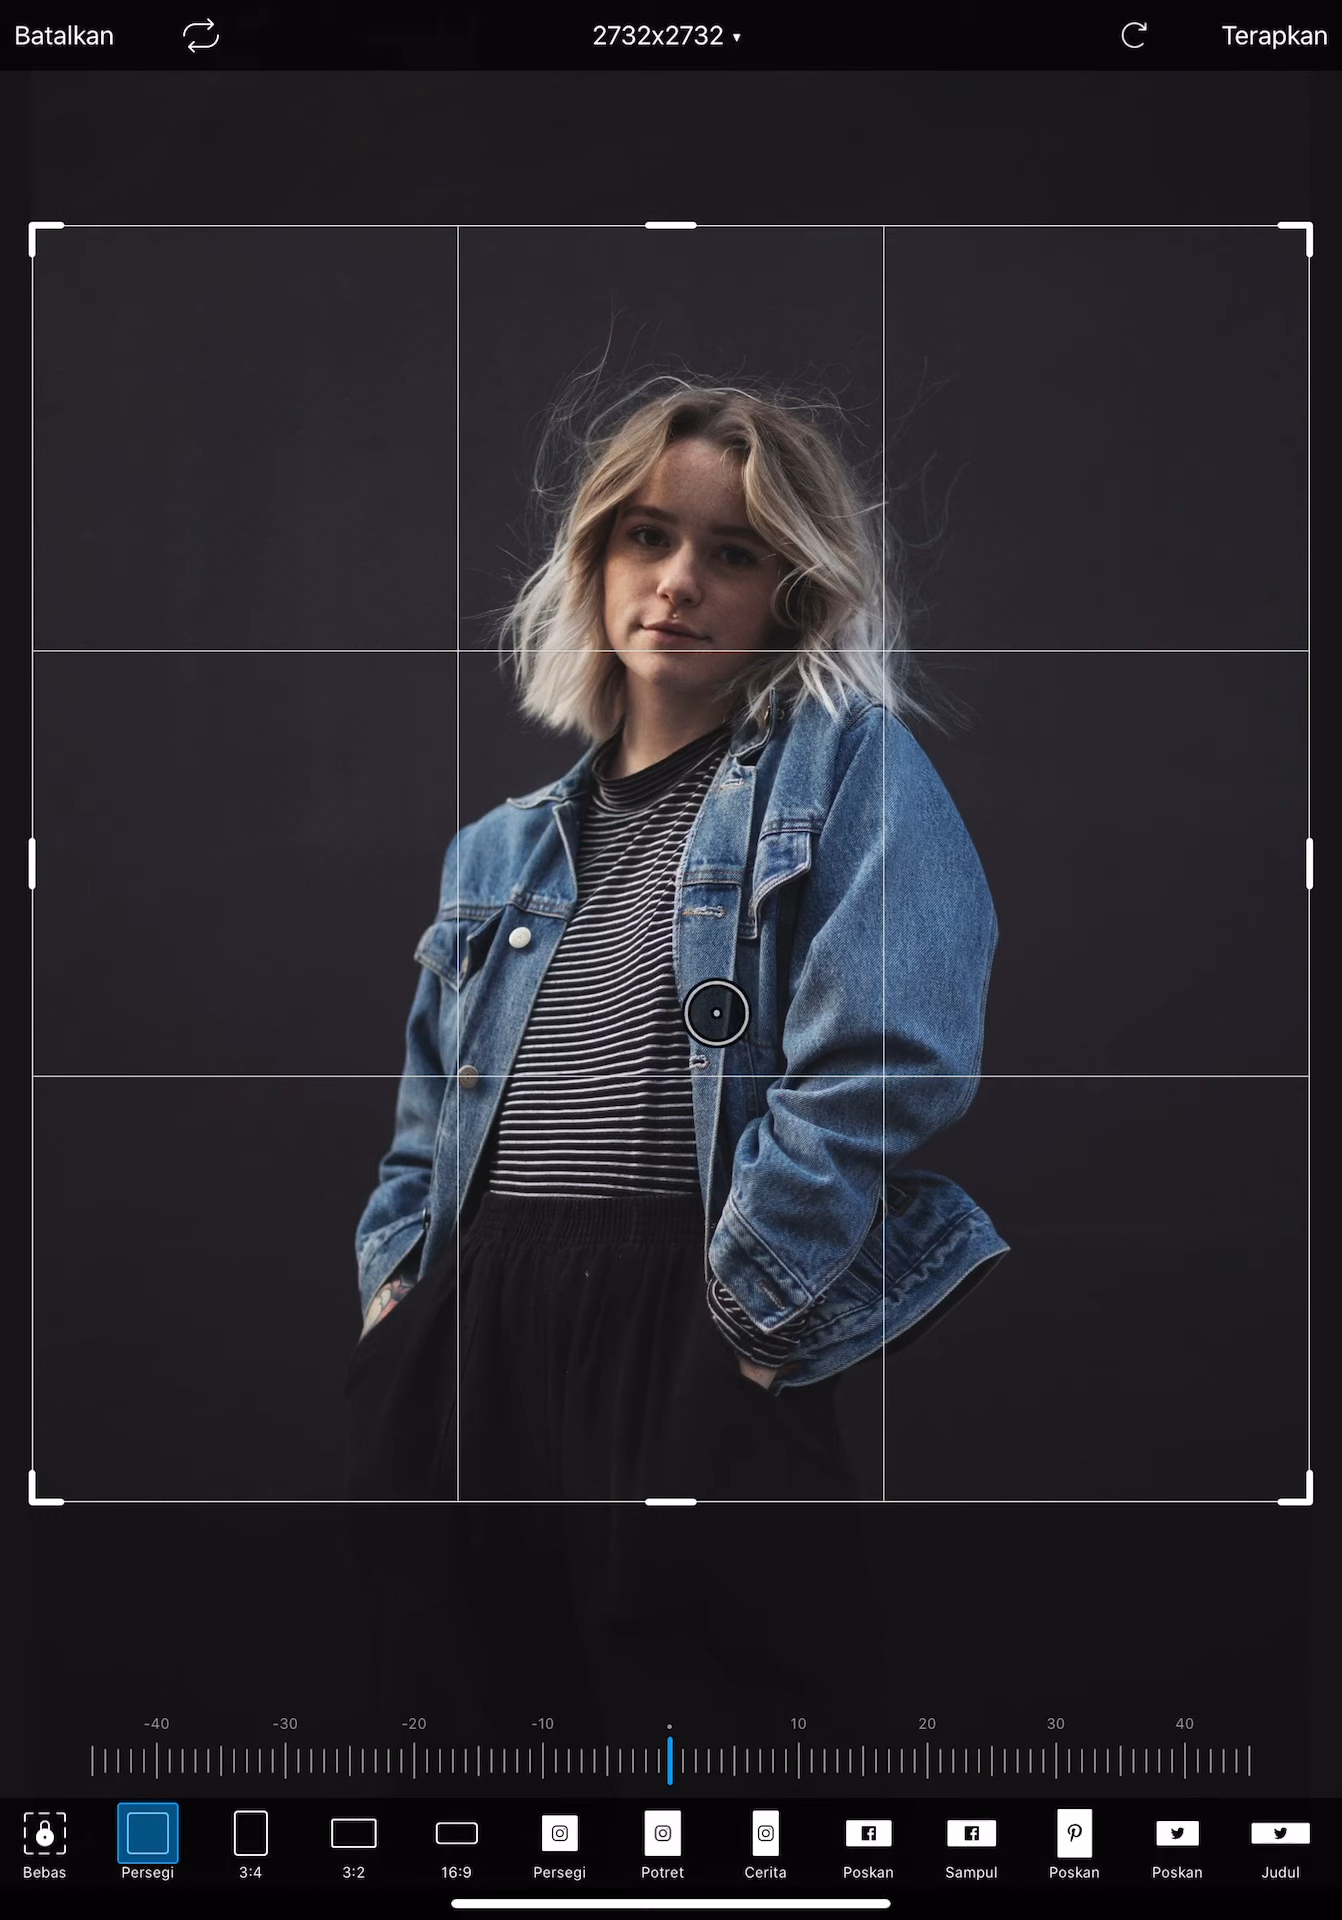 Batalkan
2732x2732 ▾
Terapkan
-40 -30 -20 -10 10 20 30 40
Bebas Persegi 3:4 3:2 16:9 Persegi Potret Cerita Poskan Sampul Poskan Poskan Judul